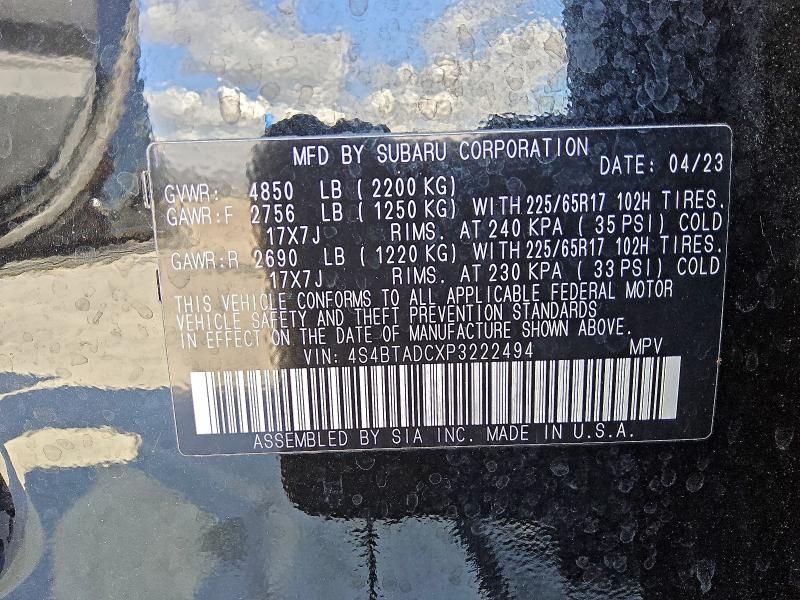 MFD BY SUBARU CORPORATION DATE: 04/23
GVWR: 4850 LB (2200 KG)
GAWR:F 2756 LB (1250 KG) WITH 225/65R17 102H TIRES.
17X7J RIMS. AT 240 KPA (35 PSI) COLD
GAWR:R 2690 LB (1220 KG) WITH 225/65R17 102H TIRES.
17X7J RIMS. AT 230 KPA (33 PSI) COLD
THIS VEHICLE CONFORMS TO ALL APPLICABLE FEDERAL MOTOR
VEHICLE SAFETY AND THEFT PREVENTION STANDARDS
IN EFFECT ON THE DATE OF MANUFACTURE SHOWN ABOVE.
VIN: 4S4BTADCXP3222494 MPV
ASSEMBLED BY SIA INC. MADE IN U.S.A.